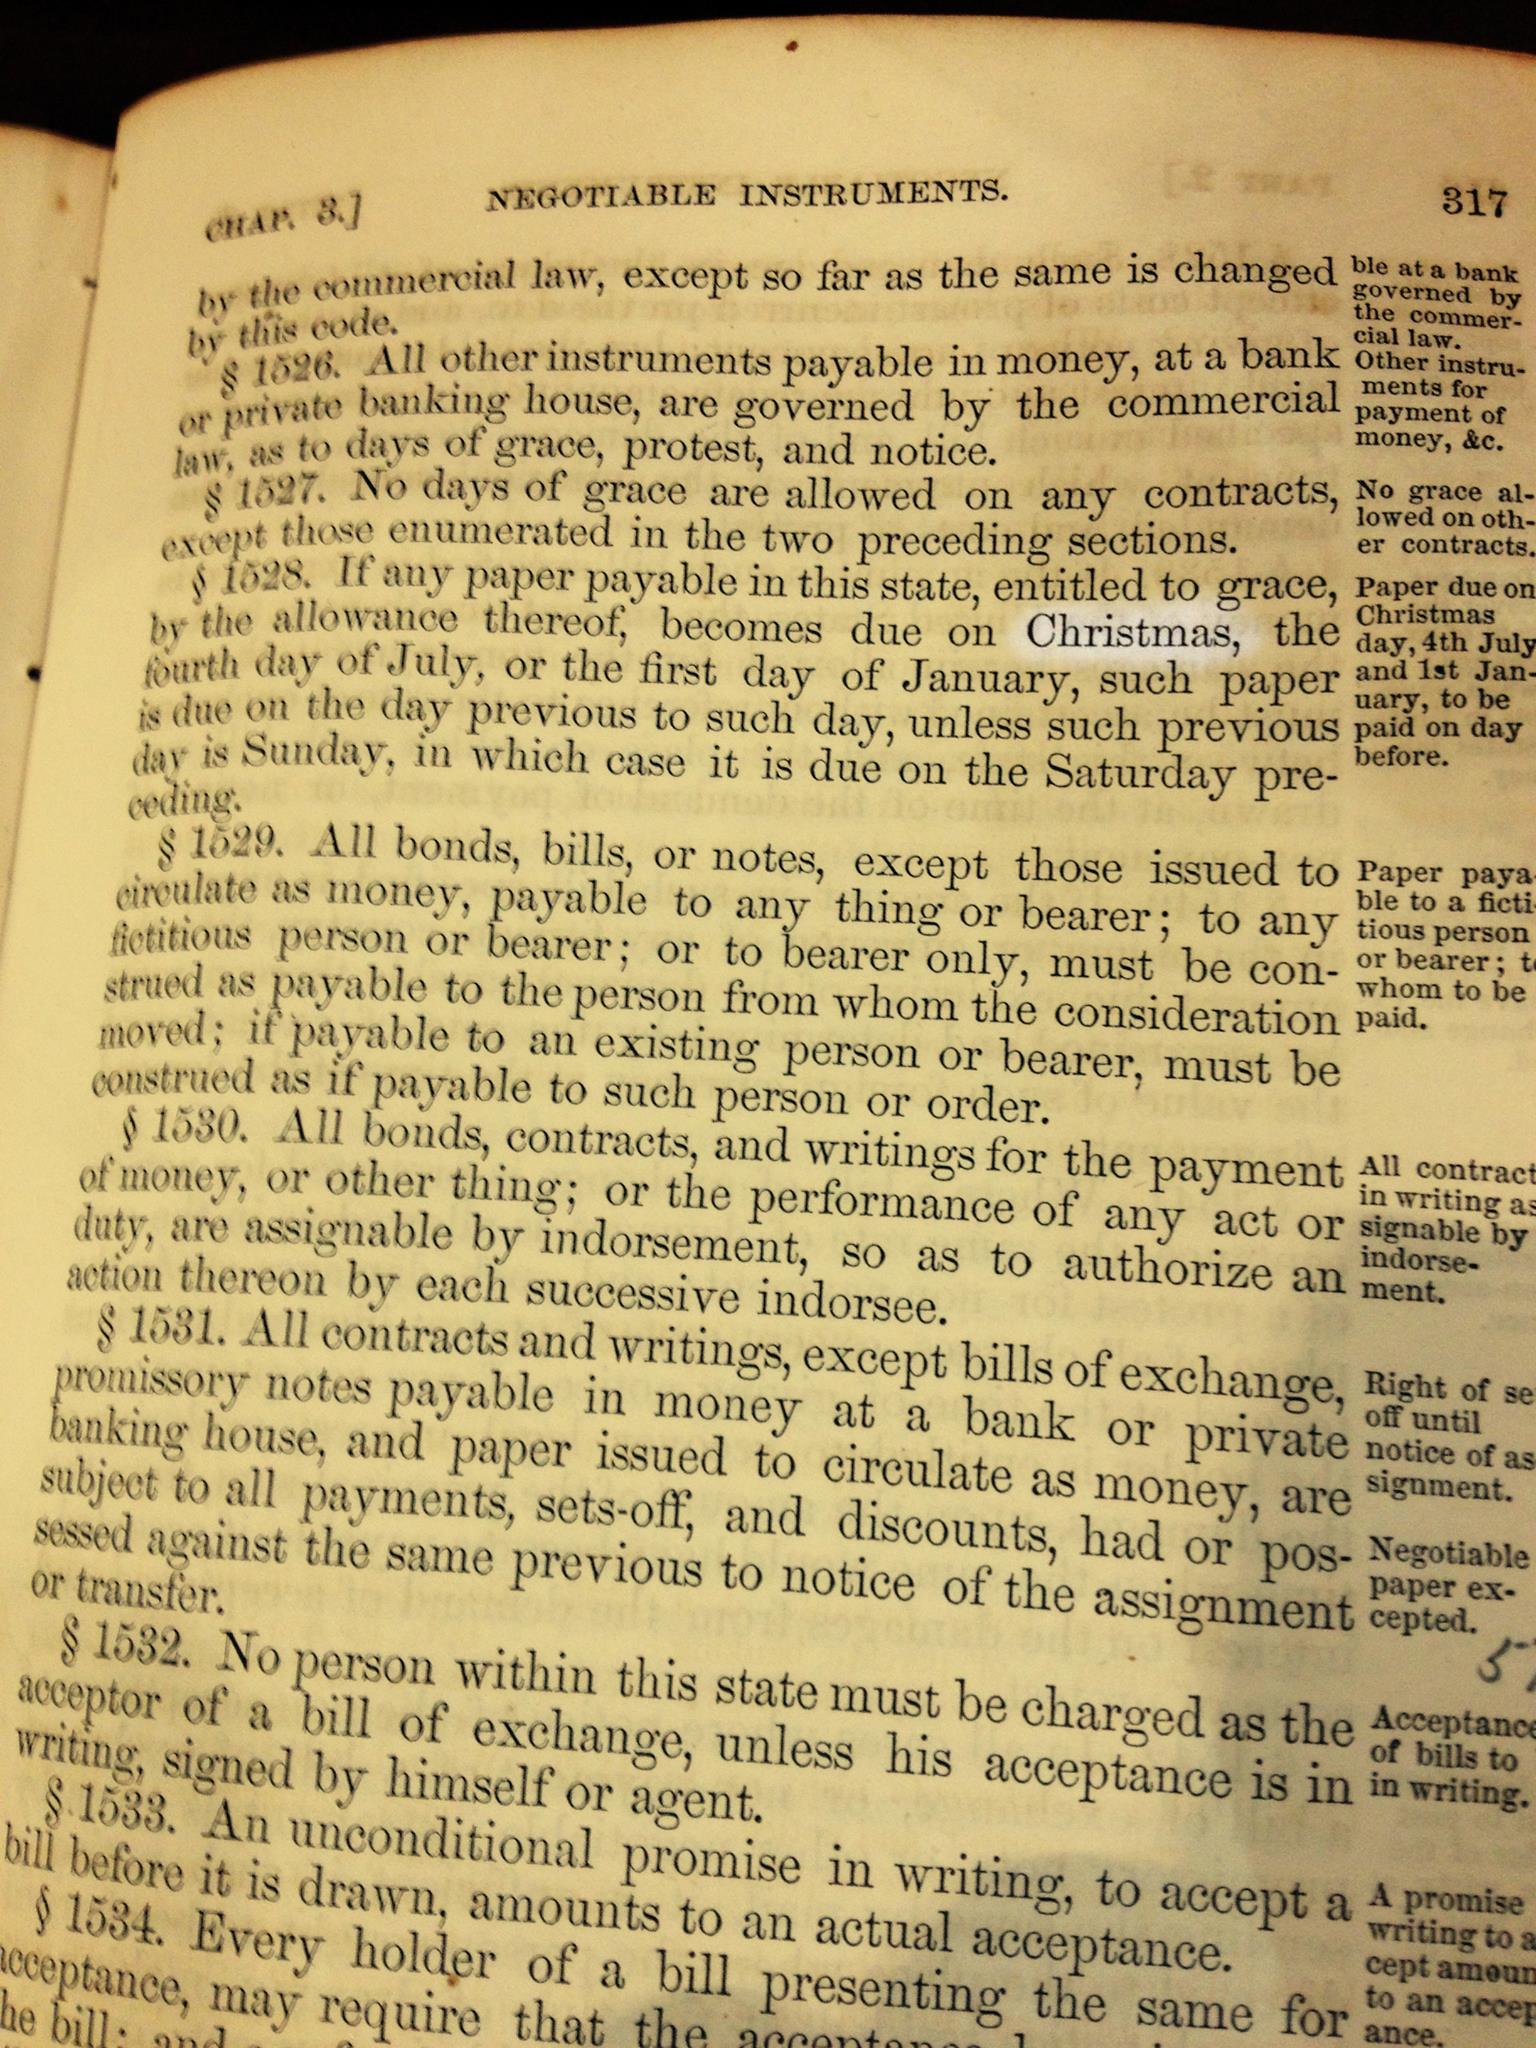 CHAP. 3.] NEGOTIABLE INSTRUMENTS. 317
by the commercial law, except so far as the same is changed
by this code.
§ 1526. All other instruments payable in money, at a bank
or private banking house, are governed by the commercial
law, as to days of grace, protest, and notice.
§ 1527. No days of grace are allowed on any contracts,
except those enumerated in the two preceding sections.
§ 1528. If any paper payable in this state, entitled to grace,
by the allowance thereof, becomes due on Christmas, the
fourth day of July, or the first day of January, such paper
is due on the day previous to such day, unless such previous
day is Sunday, in which case it is due on the Saturday pre-
ceding.
§ 1529. All bonds, bills, or notes, except those issued to
circulate as money, payable to any thing or bearer; to any
fictitious person or bearer; or to bearer only, must be con-
strued as payable to the person from whom the consideration
moved; if payable to an existing person or bearer, must be
construed as if payable to such person or order.
§ 1530. All bonds, contracts, and writings for the payment
of money, or other thing; or the performance of any act or
duty, are assignable by indorsement, so as to authorize an
action thereon by each successive indorsee.
§ 1531. All contracts and writings, except bills of exchange,
promissory notes payable in money at a bank or private
banking house, and paper issued to circulate as money, are
subject to all payments, sets-off, and discounts, had or pos-
sessed against the same previous to notice of the assignment
or transfer.
§ 1532. No person within this state must be charged as the
acceptor of a bill of exchange, unless his acceptance is in
writing, signed by himself or agent.
§ 1533. An unconditional promise in writing, to accept a
bill before it is drawn, amounts to an actual acceptance.
§ 1534. Every holder of a bill presenting the same for
acceptance, may require that the acceptance
he bill; and
ble at a bank
governed by
the commer-
cial law.
Other instru-
ments for
payment of
money, &c.
No grace al-
lowed on oth-
er contracts.
Paper due on
Christmas
day, 4th July
and 1st Jan-
uary, to be
paid on day
before.
Paper paya
ble to a ficti
tious person
or bearer; t
whom to be
paid.
All contract
in writing as
signable by
indorse-
ment.
Right of se
off until
notice of as
signment.
Negotiable
paper ex-
cepted.
Acceptance
of bills to
in writing.
A promise
writing to a
cept amoun
to an accep
ance.